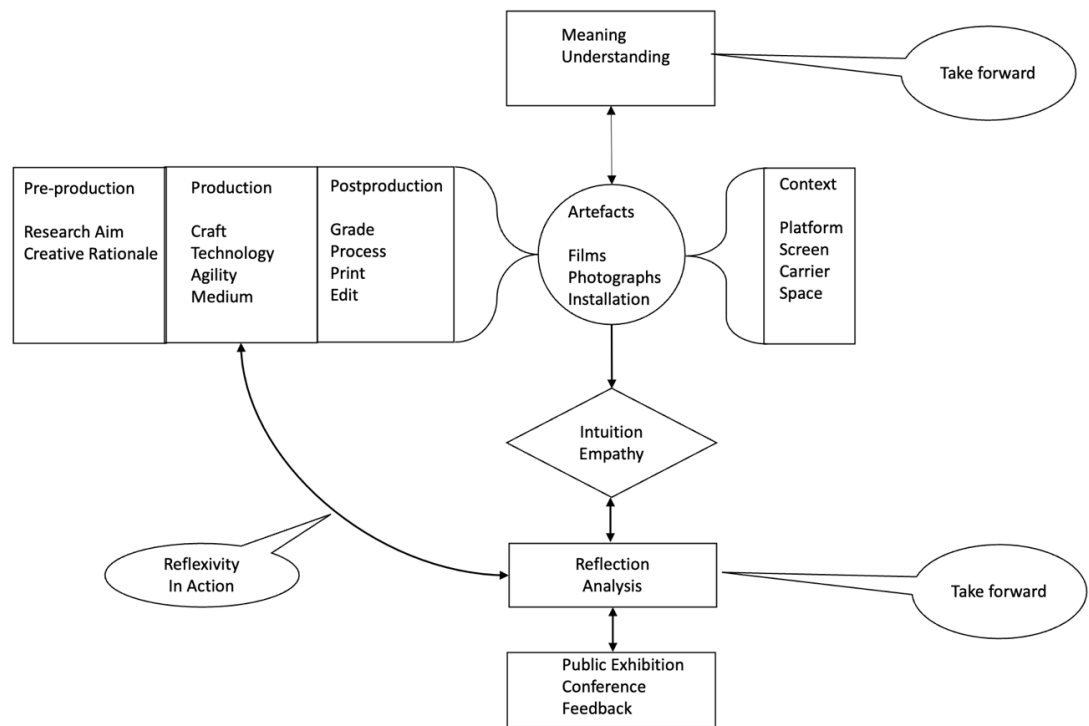 Meaning
Understanding
Take forward
Pre-production
Research Aim
Creative Rationale
Production
Craft
Technology
Agility
Medium
Postproduction
Grade
Process
Print
Edit
Artefacts
Films
Photographs
Installation
Context
Platform
Screen
Carrier
Space
Intuition
Empathy
Reflexivity
In Action
Reflection
Analysis
Take forward
Public Exhibition
Conference
Feedback